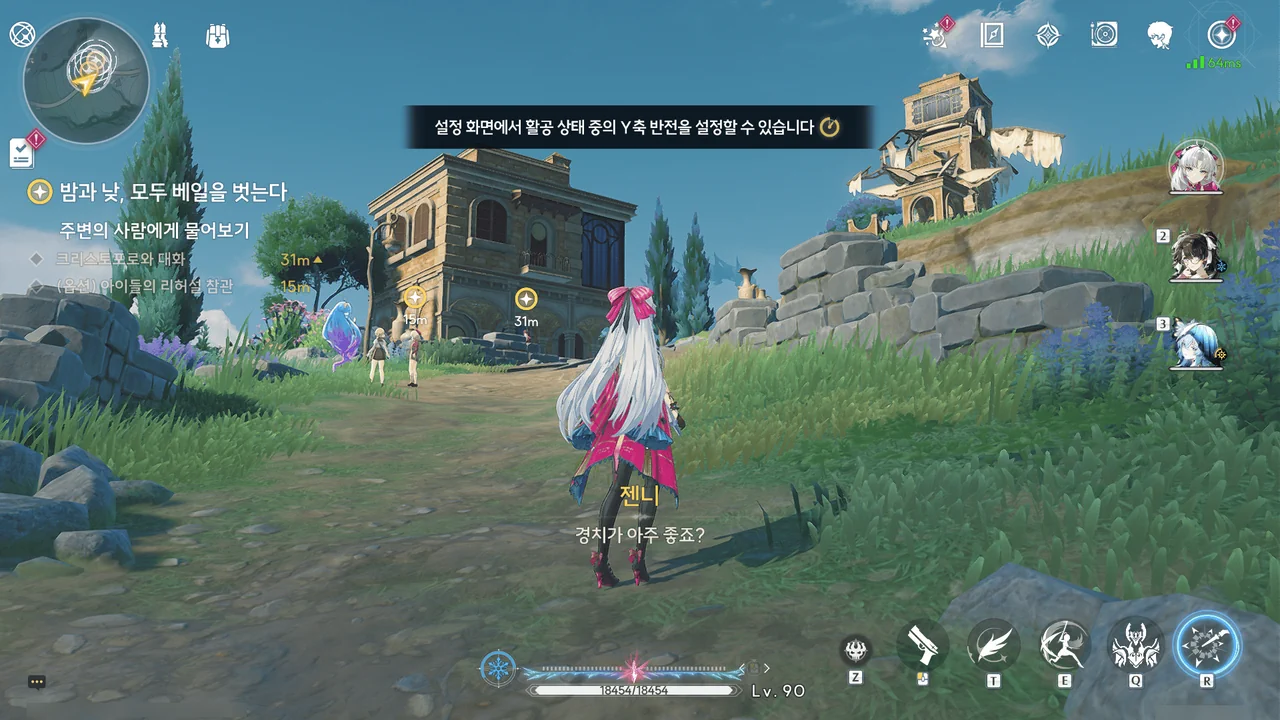 64ms
설정 화면에서 활공 상태 중의 Y축 반전을 설정할 수 있습니다
밤과 낮, 모두 베일을 벗는다
주변의 사람에게 물어보기
크리스토포로와 대화 31m
(옵션) 아이들의 리허설 참관 15m
15m
31m
2
3
젠니
경치가 아주 좋죠?
18454/18454
Lv. 90
Z
T
E
Q
R